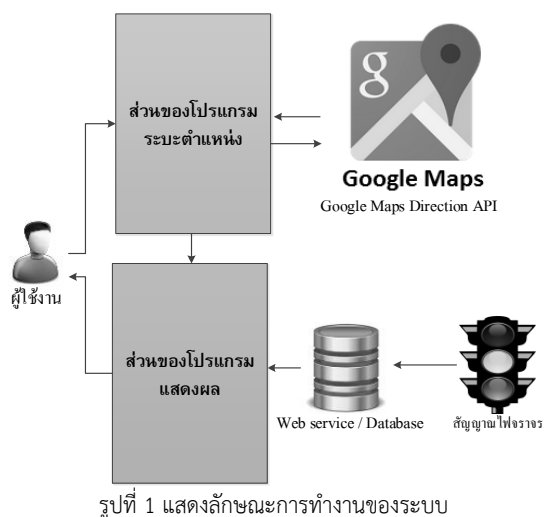 ส่วนของโปรแกรม
ระบะตำแหน่ง
g
Google Maps
Google Maps Direction API
ผู้ใช้งาน
ส่วนของโปรแกรม
แสดงผล
Web service / Database
สัญญาณไฟจราจร
รูปที่ 1 แสดงลักษณะการทำงานของระบบ